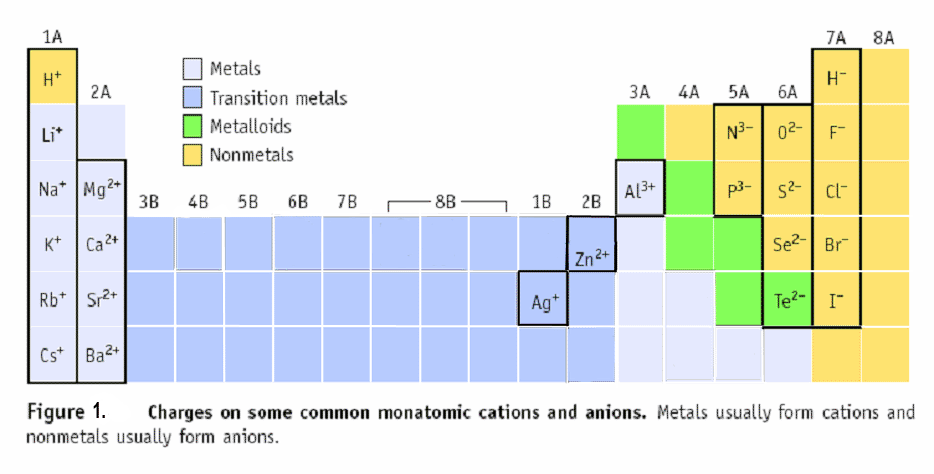 1A 7A 8A
H⁺ Metals H⁻
2A Transition metals 3A 4A 5A 6A
Li⁺ Metalloids N³⁻ O²⁻ F⁻
Nonmetals
Na⁺ Mg²⁺ 3B 4B 5B 6B 7B 8B 1B 2B Al³⁺ P³⁻ S²⁻ Cl⁻
K⁺ Ca²⁺ Zn²⁺ Se²⁻ Br⁻
Rb⁺ Sr²⁺ Ag⁺ Te²⁻ I⁻
Cs⁺ Ba²⁺
Figure 1. Charges on some common monatomic cations and anions. Metals usually form cations and
nonmetals usually form anions.